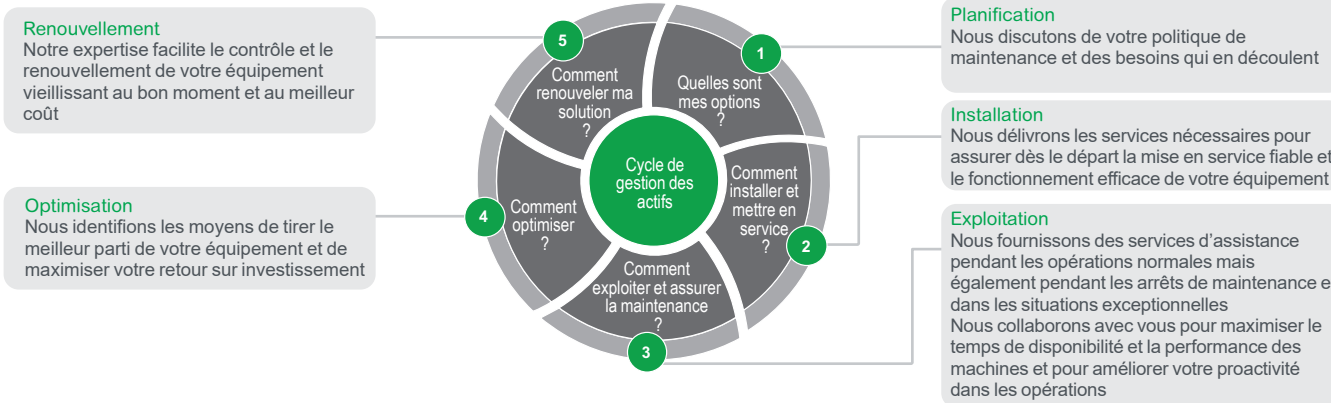 Renouvellement
Notre expertise facilite le contrôle et le
renouvellement de votre équipement
vieillissant au bon moment et au meilleur
coût
Optimisation
Nous identifions les moyens de tirer le
meilleur parti de votre équipement et de
maximiser votre retour sur investissement
5
Comment
renouveler ma
solution
?
1
Quelles sont
mes options
?
Cycle de
gestion des
actifs
Comment
installer et
mettre en
service
?
2
4
Comment
optimiser
?
Comment
exploiter et assurer
la maintenance
?
3
Planification
Nous discutons de votre politique de
maintenance et des besoins qui en découlent
Installation
Nous délivrons les services nécessaires pour
assurer dès le départ la mise en service fiable et
le fonctionnement efficace de votre équipement
Exploitation
Nous fournissons des services d’assistance
pendant les opérations normales mais
également pendant les arrêts de maintenance e
dans les situations exceptionnelles
Nous collaborons avec vous pour maximiser le
temps de disponibilité et la performance des
machines et pour améliorer votre proactivité
dans les opérations